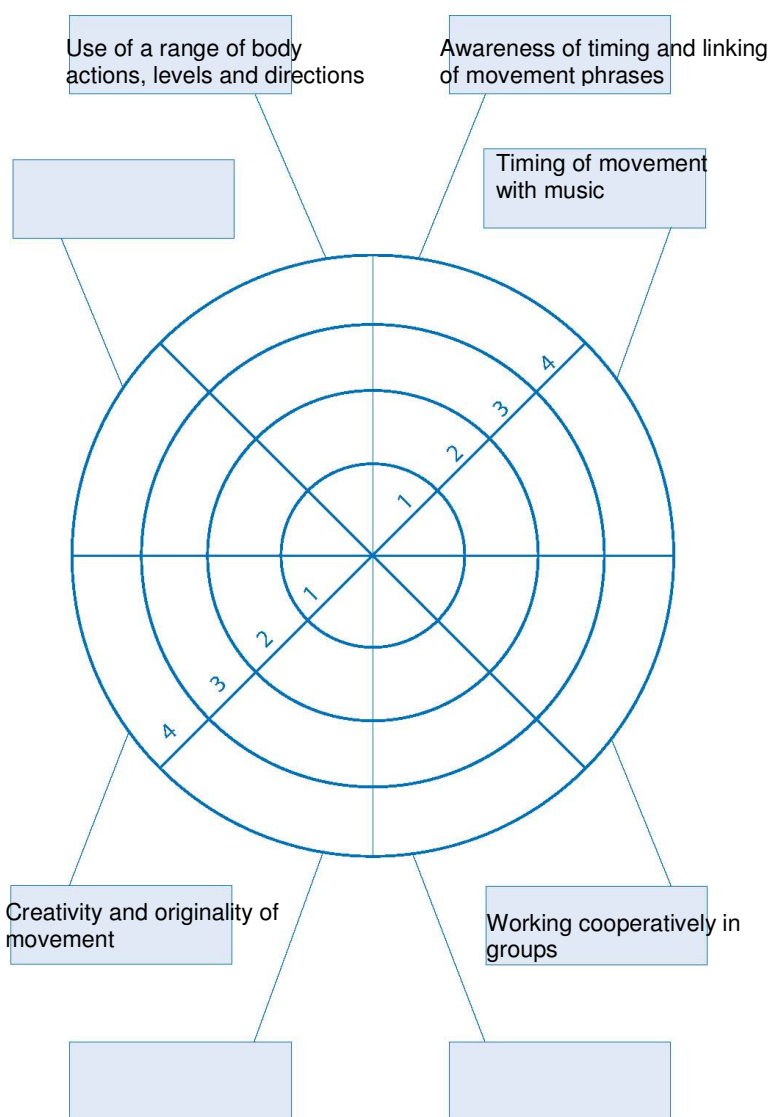 Use of a range of body
actions, levels and directions
Awareness of timing and linking
of movement phrases
Timing of movement
with music
4
3
2
1
1
2
3
4
Creativity and originality of
movement
Working cooperatively in
groups